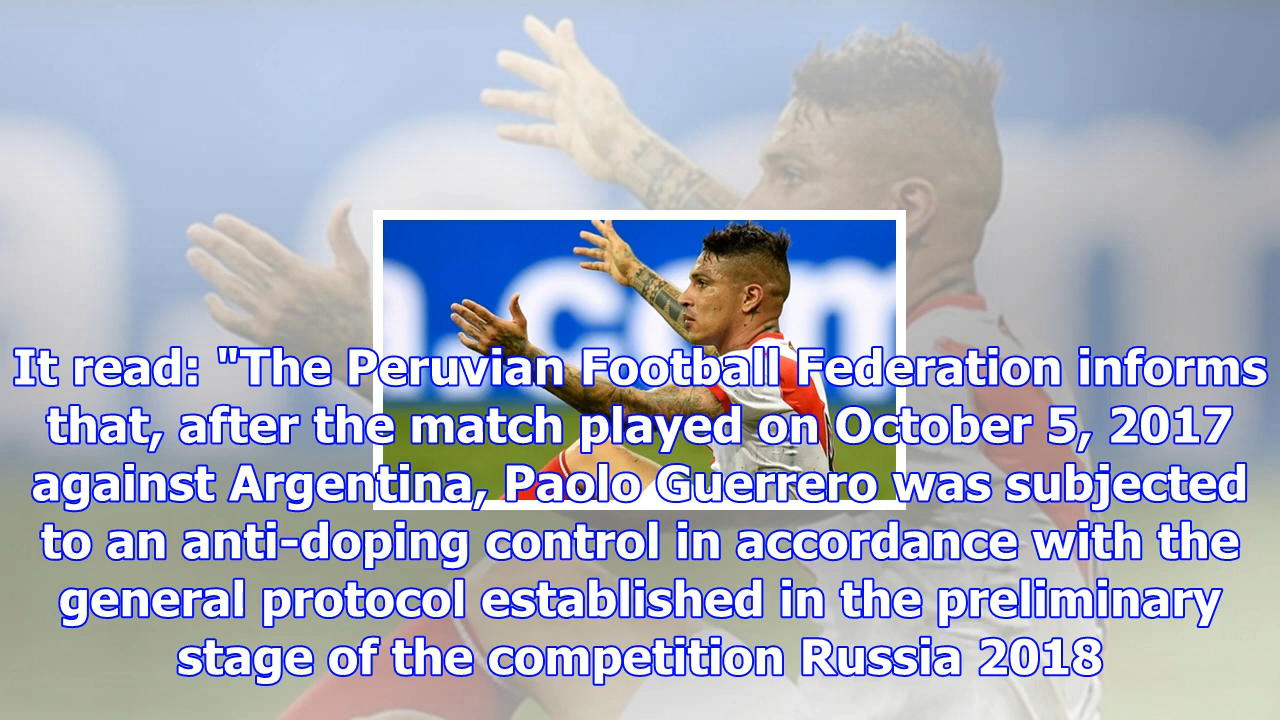 It read: "The Peruvian Football Federation informs
that, after the match played on October 5, 2017
against Argentina, Paolo Guerrero was subjected
to an anti-doping control in accordance with the
general protocol established in the preliminary
stage of the competition Russia 2018